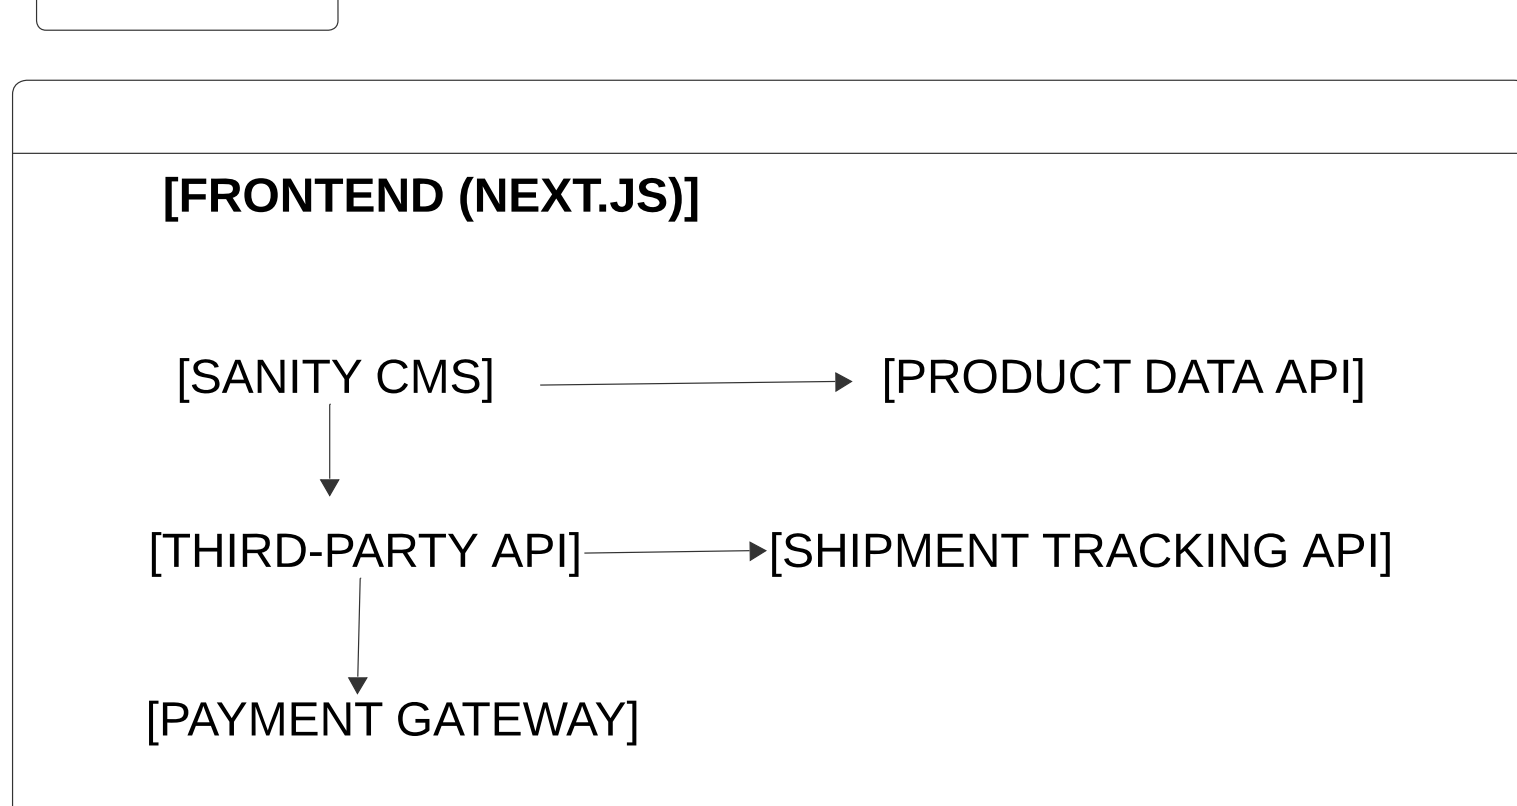 [FRONTEND (NEXT.JS)]
[SANITY CMS] [PRODUCT DATA API]
[THIRD-PARTY API] [SHIPMENT TRACKING API]
[PAYMENT GATEWAY]